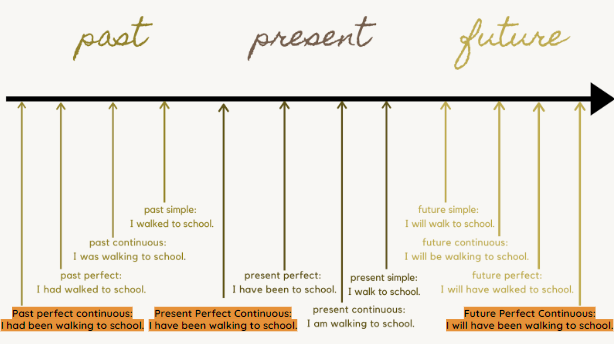 past
present
future
past simple:
I walked to school.
past continuous:
I was walking to school.
past perfect:
I had walked to school.
Past perfect continuous:
I had been walking to school.
Present Perfect Continuous:
I have been walking to school.
present perfect:
I have been to school.
present continuous:
I am walking to school.
present simple:
I walk to school.
future simple:
I will walk to school.
future continuous:
I will be walking to school.
future perfect:
I will have walked to school.
Future Perfect Continuous:
I will have been walking to school.